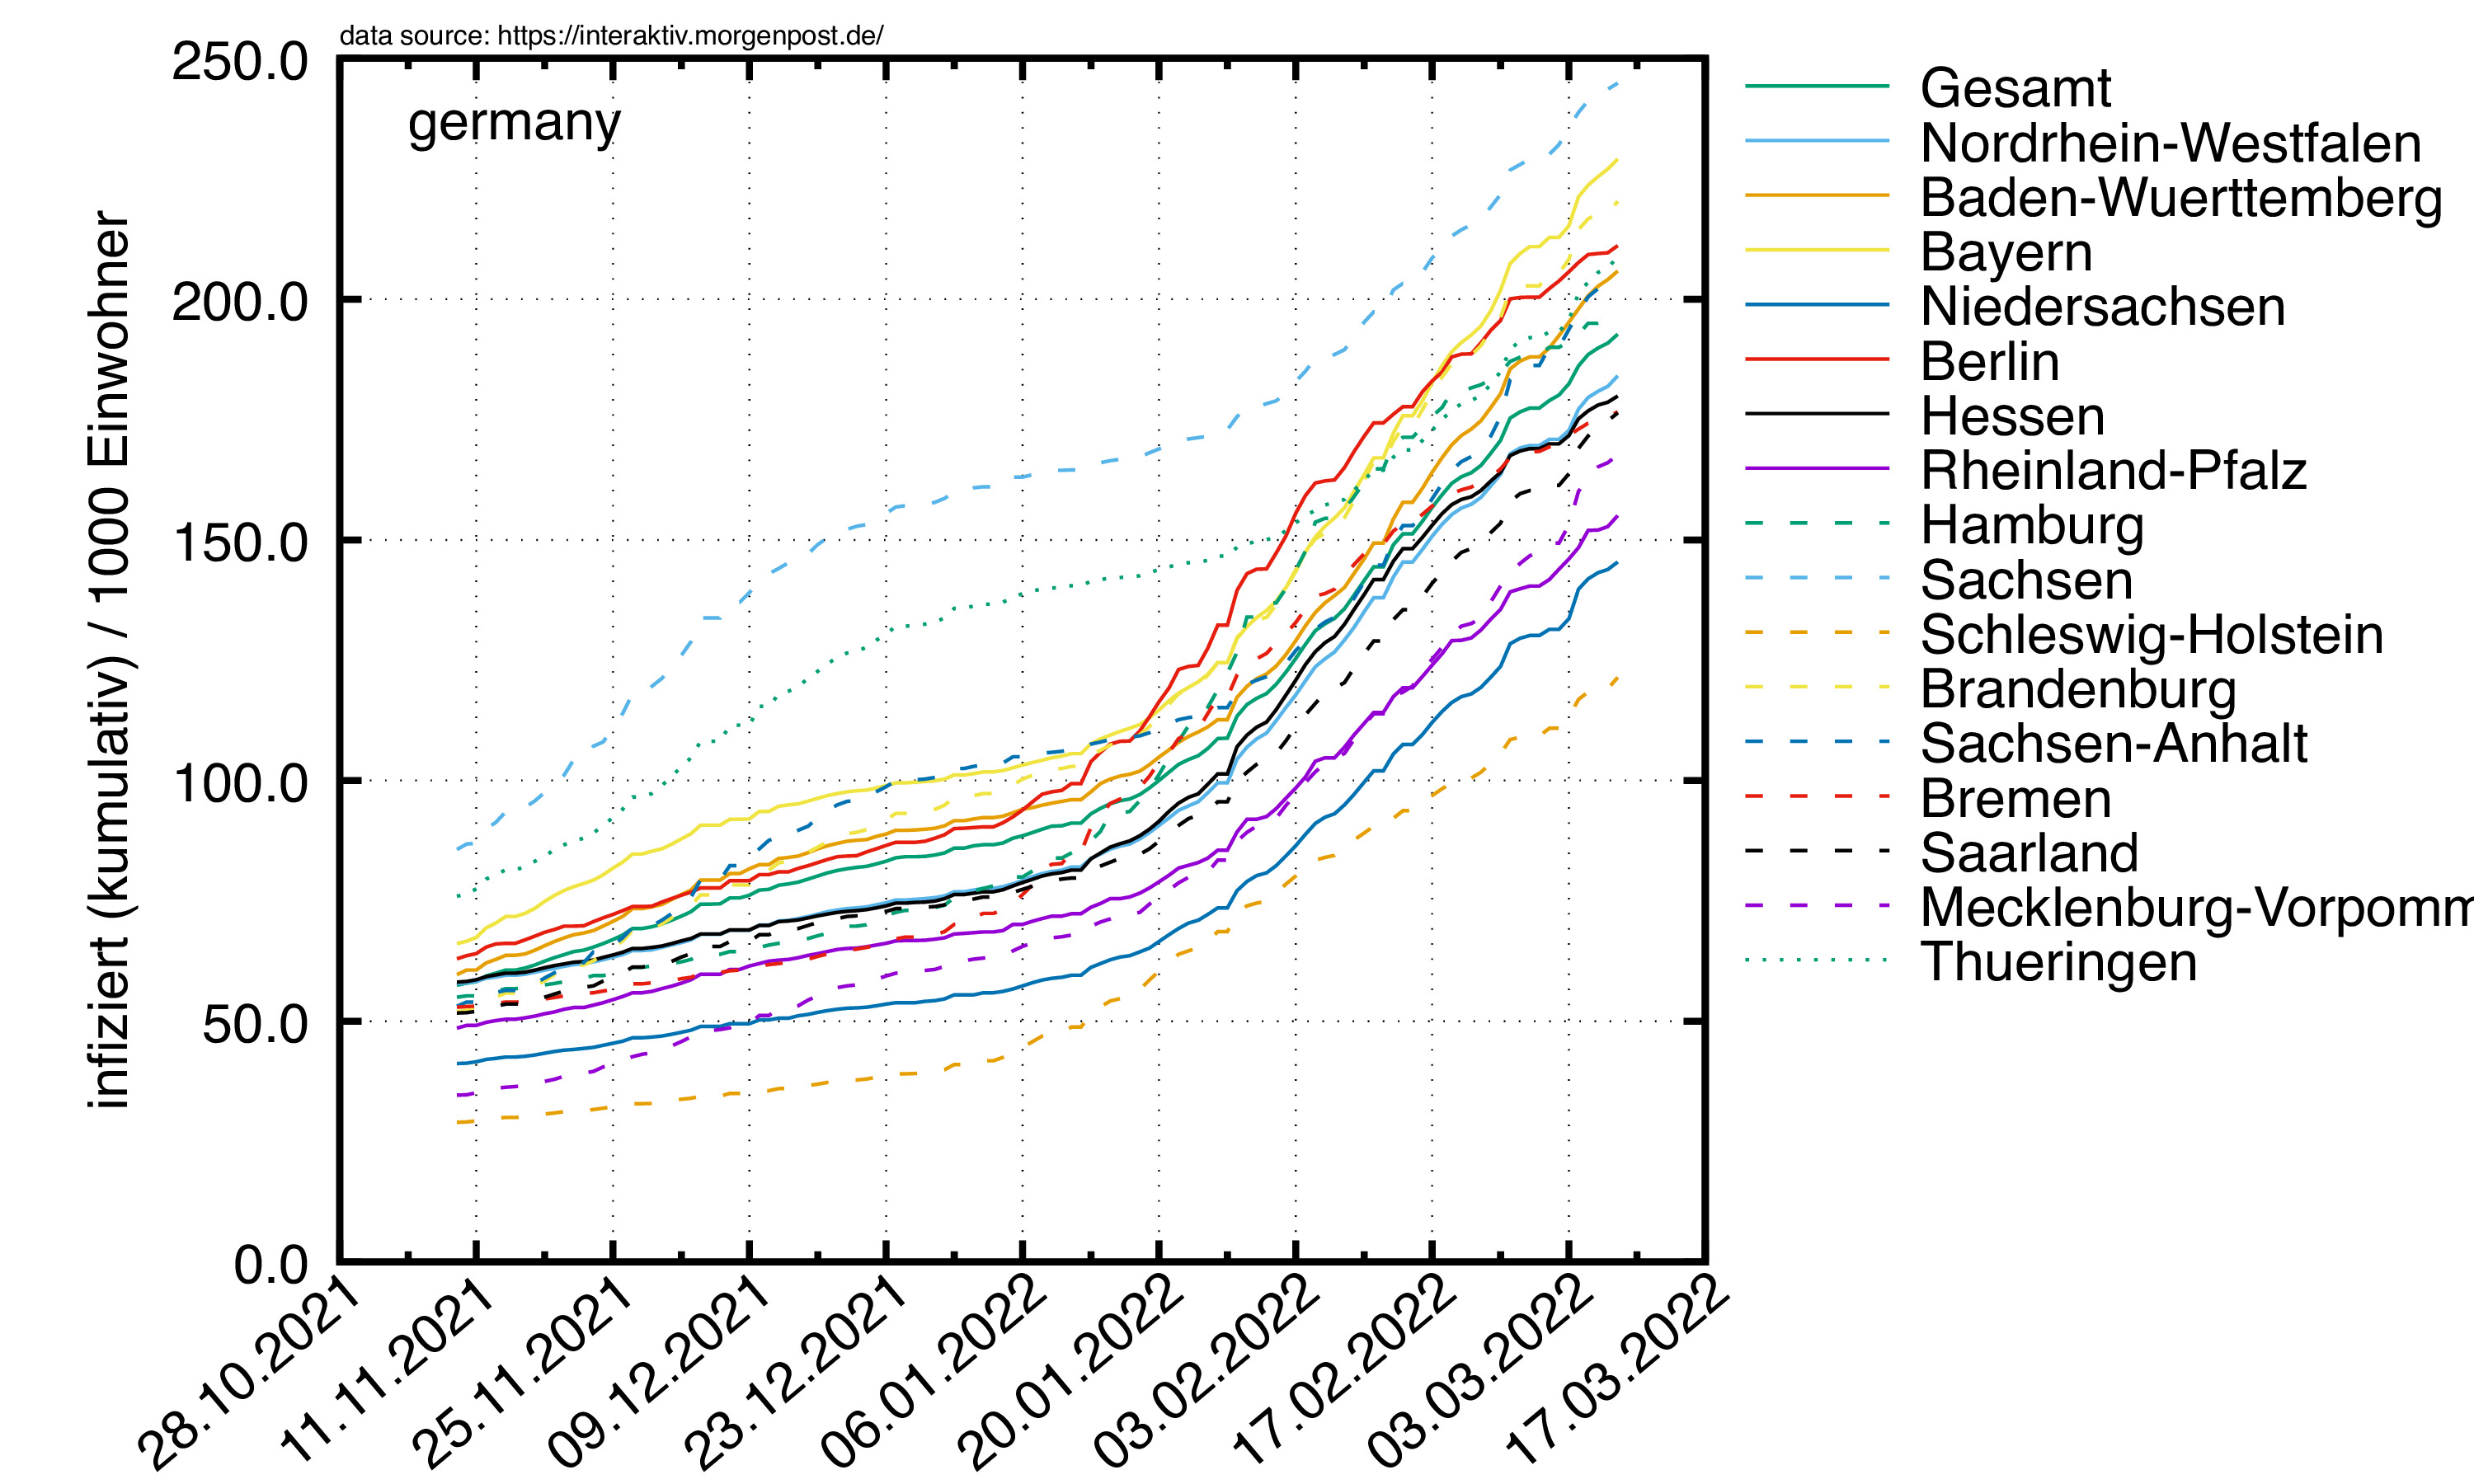 data source: https://interaktiv.morgenpost.de/
germany
infiziert (kumulativ) / 1000 Einwohner
250.0
200.0
150.0
100.0
50.0
0.0
28.10.2021
11.11.2021
25.11.2021
09.12.2021
23.12.2021
06.01.2022
20.01.2022
03.02.2022
17.02.2022
03.03.2022
17.03.2022
Gesamt
Nordrhein-Westfalen
Baden-Wuerttemberg
Bayern
Niedersachsen
Berlin
Hessen
Rheinland-Pfalz
Hamburg
Sachsen
Schleswig-Holstein
Brandenburg
Sachsen-Anhalt
Bremen
Saarland
Mecklenburg-Vorpomm
Thueringen